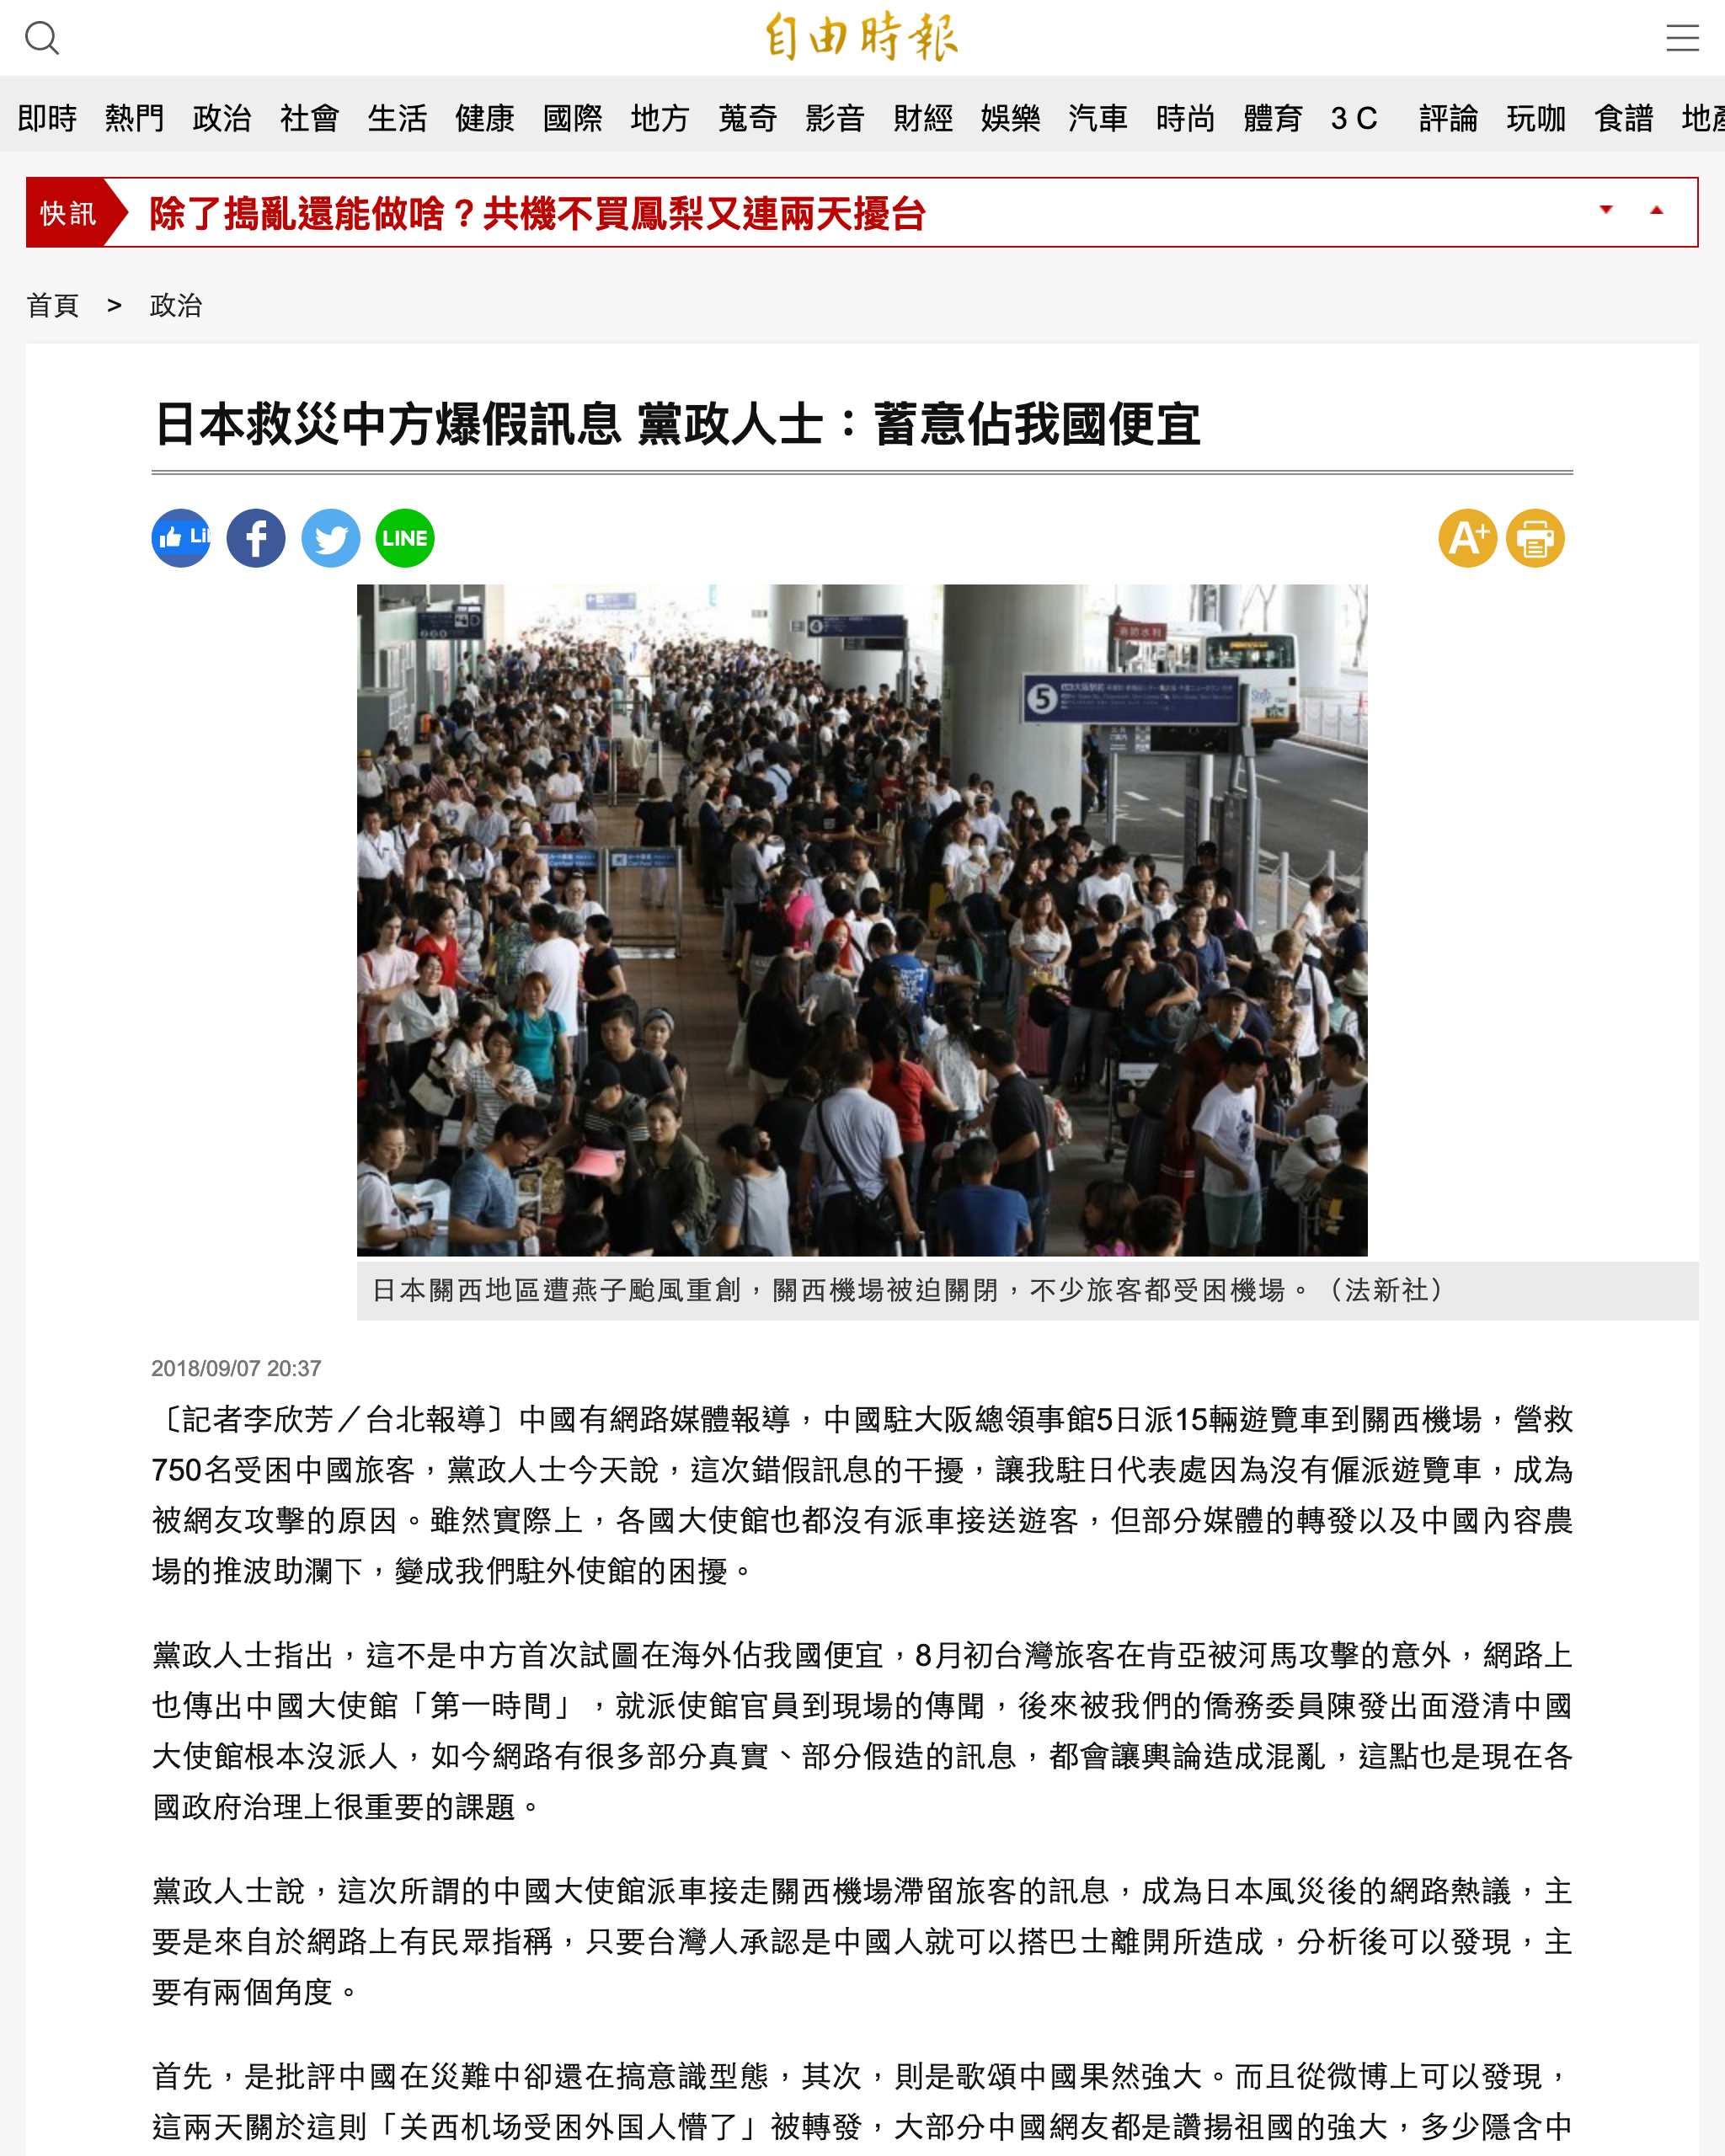 自由時報
即時 熱門 政治 社會 生活 健康 國際 地方 蒐奇 影音 財經 娛樂 汽車 時尚 體育 3 C 評論 玩咖 食譜 地產
快訊 除了搗亂還能做啥？共機不買鳳梨又連兩天擾台
首頁 > 政治
日本救災中方爆假訊息 黨政人士：蓄意佔我國便宜
LINE
A+
4
消防水利
5
日本關西地區遭燕子颱風重創，關西機場被迫關閉，不少旅客都受困機場。（法新社）
2018/09/07 20:37
〔記者李欣芳／台北報導〕中國有網路媒體報導，中國駐大阪總領事館5日派15輛遊覽車到關西機場，營救
750名受困中國旅客，黨政人士今天說，這次錯假訊息的干擾，讓我駐日代表處因為沒有僱派遊覽車，成為
被網友攻擊的原因。雖然實際上，各國大使館也都沒有派車接送遊客，但部分媒體的轉發以及中國內容農
場的推波助瀾下，變成我們駐外使館的困擾。
黨政人士指出，這不是中方首次試圖在海外佔我國便宜，8月初台灣旅客在肯亞被河馬攻擊的意外，網路上
也傳出中國大使館「第一時間」，就派使館官員到現場的傳聞，後來被我們的僑務委員陳發出面澄清中國
大使館根本沒派人，如今網路有很多部分真實、部分假造的訊息，都會讓輿論造成混亂，這點也是現在各
國政府治理上很重要的課題。
黨政人士說，這次所謂的中國大使館派車接走關西機場滯留旅客的訊息，成為日本風災後的網路熱議，主
要是來自於網路上有民眾指稱，只要台灣人承認是中國人就可以搭巴士離開所造成，分析後可以發現，主
要有兩個角度。
首先，是批評中國在災難中卻還在搞意識型態，其次，則是歌頌中國果然強大。而且從微博上可以發現，
這兩天關於這則「关西机场受困外国人懵了」被轉發，大部分中國網友都是讚揚祖國的強大，多少隱含中